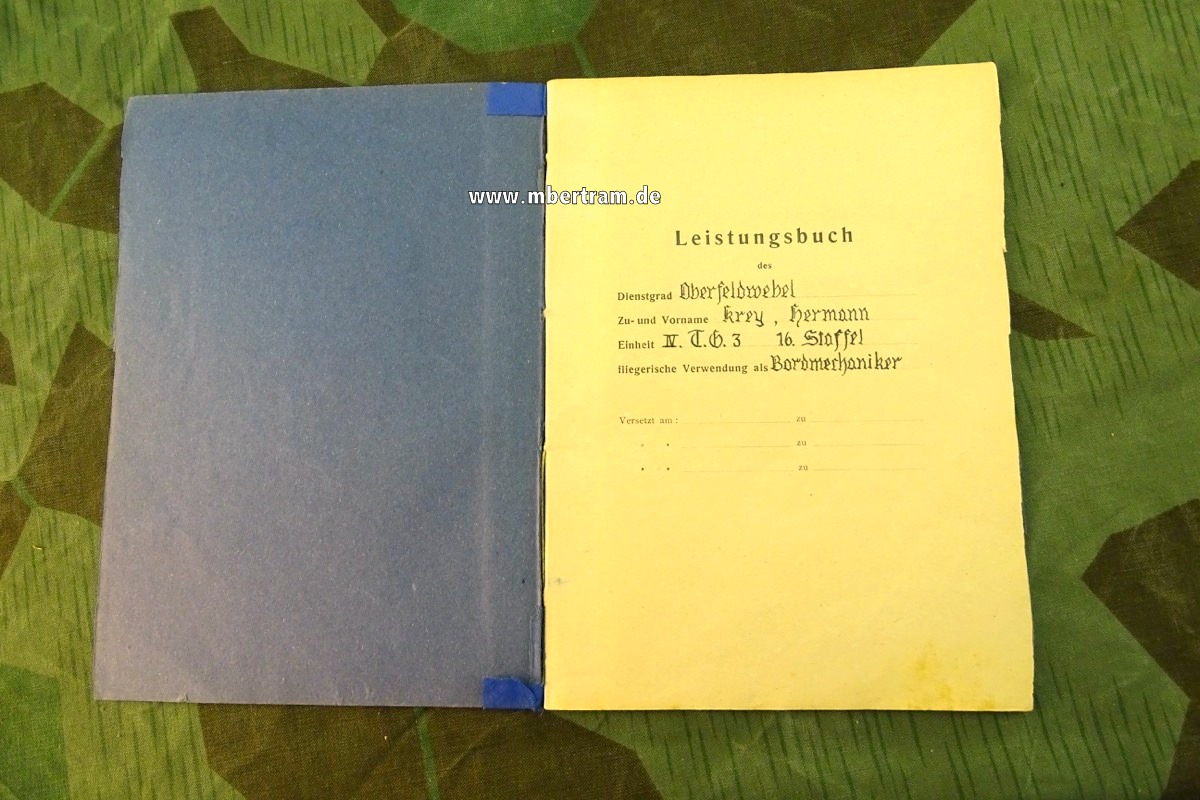 www.mbertram.de
Leistungsbuch
des
Dienstgrad Oberfeldwebel
Zu- und Vorname Krey, Hermann
Einheit IV. T.G. 3 16. Staffel
fliegerische Verwendung als Bordmechaniker
Versetzt am: zu
" " zu
" " zu